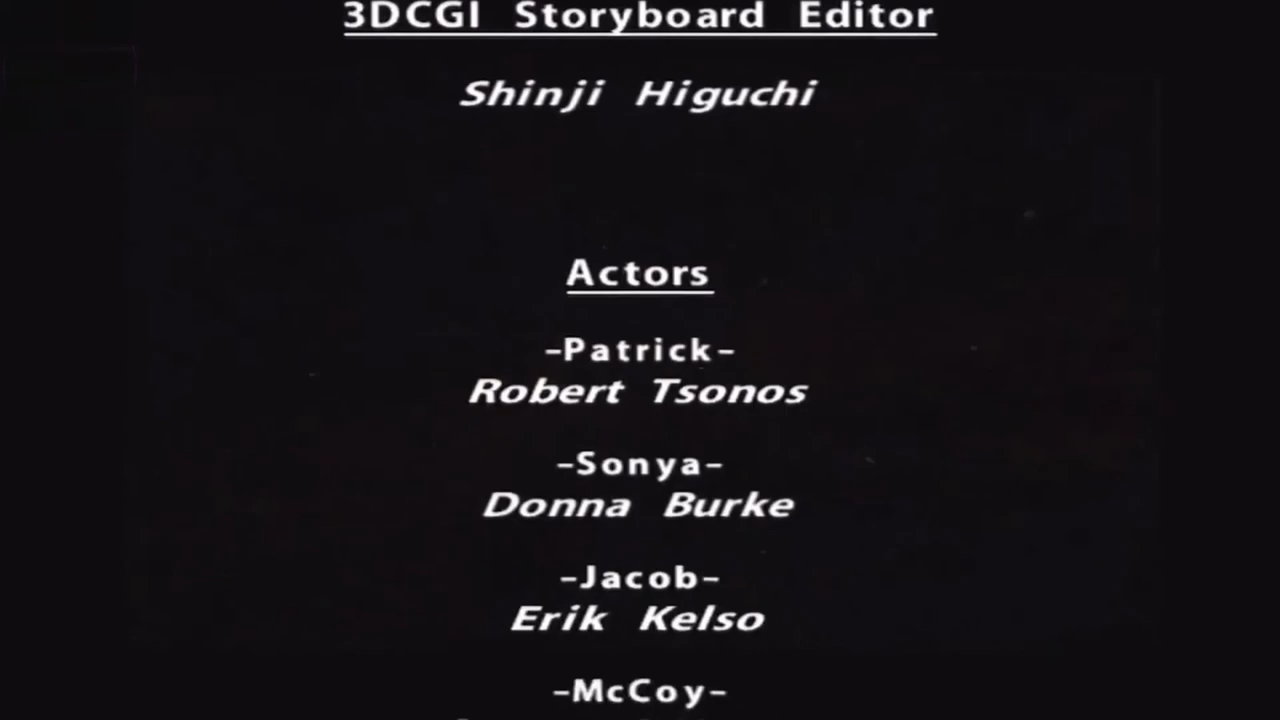 3DCGI Storyboard Editor
Shinji Higuchi
Actors
-Patrick-
Robert Tsonos
-Sonya-
Donna Burke
-Jacob-
Erik Kelso
-McCoy-